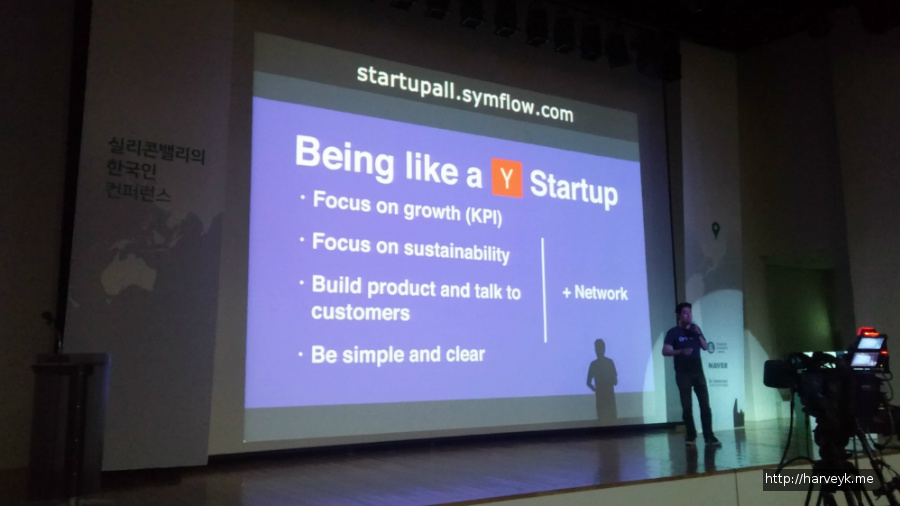 startupall.symflow.com
실리콘밸리의
한국인
컨퍼런스
Being like a Y Startup
· Focus on growth (KPI)
· Focus on sustainability
· Build product and talk to
customers
· Be simple and clear
+ Network
NAVER
http://harveyk.me